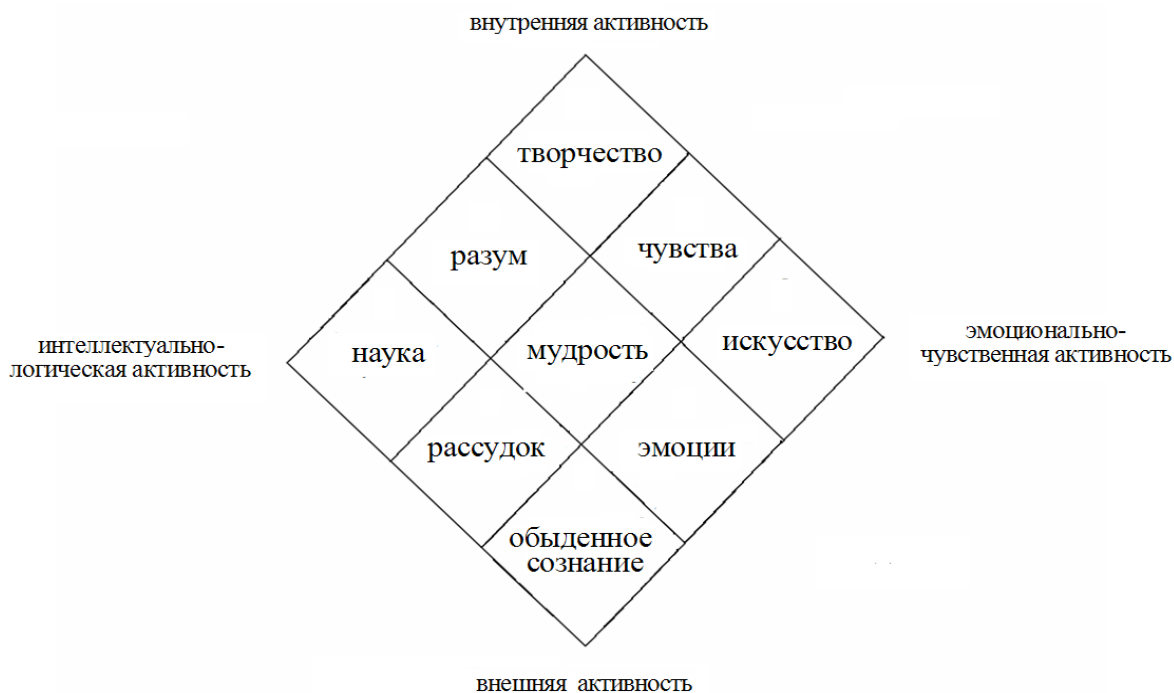 внутренняя активность
творчество
разум
чувства
интеллектуально-
логическая активность
наука
мудрость
искусство
эмоционально-
чувственная активность
рассудок
эмоции
обыденное
сознание
внешняя активность